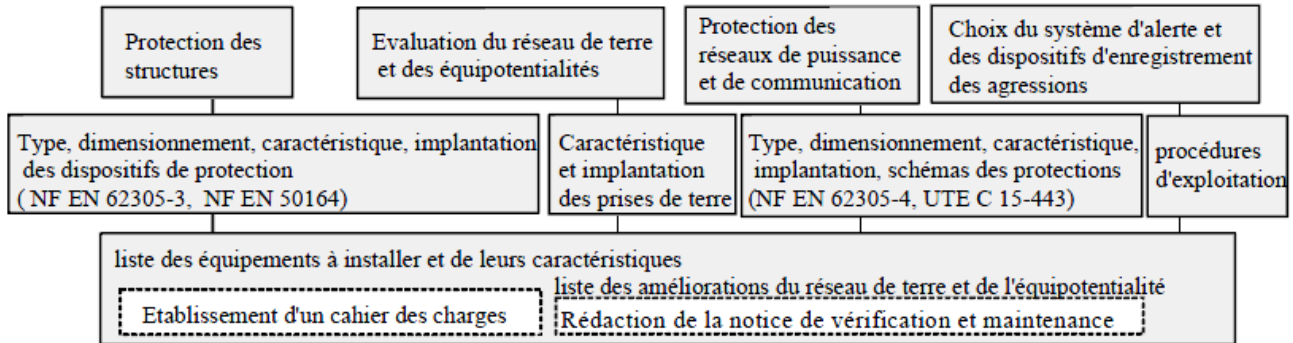 Protection des
structures
Evaluation du réseau de terre
et des équipotentialités
Protection des
réseaux de puissance
et de communication
Choix du système d'alerte et
des dispositifs d'enregistrement
des agressions
Type, dimensionnement, caractéristique, implantation
des dispositifs de protection
( NF EN 62305-3, NF EN 50164)
Caractéristique
et implantation
des prises de terre
Type, dimensionnement, caractéristique,
implantation, schémas des protections
(NF EN 62305-4, UTE C 15-443)
procédures
d'exploitation
liste des équipements à installer et de leurs caractéristiques
liste des améliorations du réseau de terre et de l'équipotentialité
Etablissement d'un cahier des charges
Rédaction de la notice de vérification et maintenance